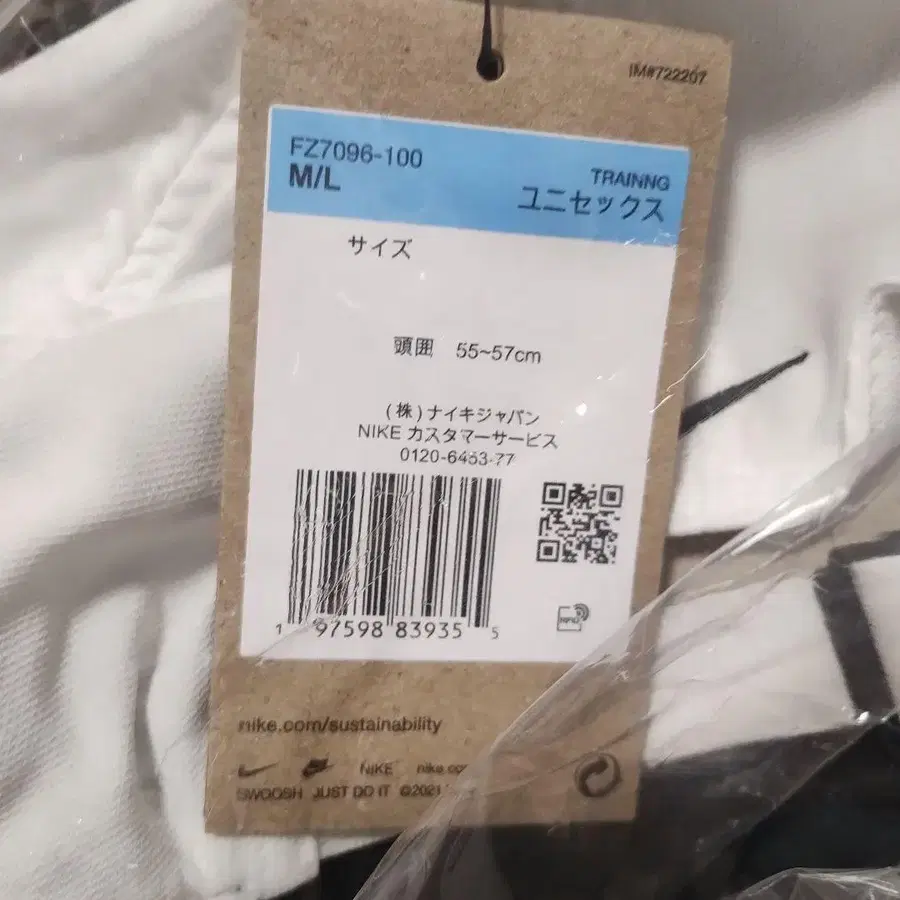 IM#722207
FZ7096-100
M/L
TRAINNG
ユニセックス
サイズ
頭囲 55~57cm
(株)ナイキジャパン
NIKE カスタマーサービス
0120-6453-77
1 97598 83935 5
RFID
nike.com/sustainability
NIKE
SWOOSH JUST DO IT ©2021